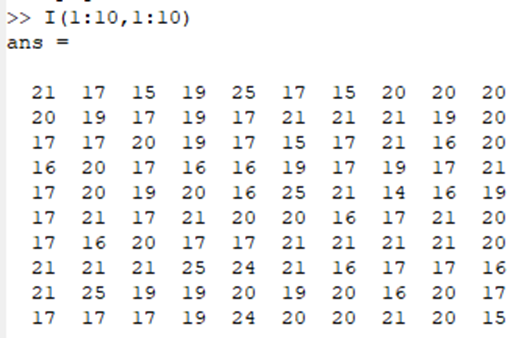 >> I(1:10,1:10)
ans =
21 17 15 19 25 17 15 20 20 20
20 19 17 19 17 21 21 21 19 20
17 17 20 19 17 15 17 21 16 20
16 20 17 16 16 19 17 19 17 21
17 20 19 20 16 25 21 14 16 19
17 21 17 21 20 20 16 17 21 20
17 16 20 17 17 21 21 21 21 20
21 21 21 25 24 21 16 17 17 16
21 25 19 19 20 19 20 16 20 17
17 17 17 19 24 20 20 21 20 15